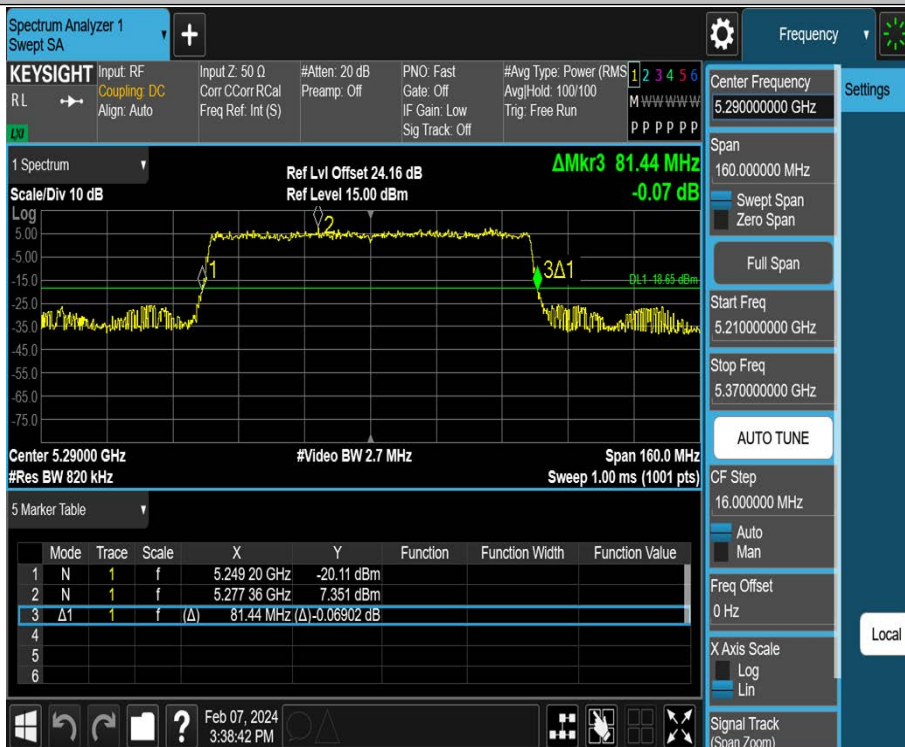 Spectrum Analyzer 1
Swept SA
Frequency
KEYSIGHT
RL
LXI
Input: RF
Coupling: DC
Align: Auto
Input Z: 50 Ω
Corr CCorr RCal
Freq Ref: Int (S)
#Atten: 20 dB
Preamp: Off
PNO: Fast
Gate: Off
IF Gain: Low
Sig Track: Off
#Avg Type: Power (RMS
Avg|Hold: 100/100
Trig: Free Run
1 2 3 4 5 6
M W W W W W
P P P P P P
1 Spectrum
Scale/Div 10 dB
Log
Ref Lvl Offset 24.16 dB
Ref Level 15.00 dBm
ΔMkr3 81.44 MHz
-0.07 dB
5.00
-5.00
-15.0
-25.0
-35.0
-45.0
-55.0
-65.0
-75.0
1
2
3Δ1
DL1 -18.65 dBm
Center 5.29000 GHz
#Res BW 820 kHz
#Video BW 2.7 MHz
Span 160.0 MHz
Sweep 1.00 ms (1001 pts)
5 Marker Table
Mode Trace Scale X Y Function Function Width Function Value
1 N 1 f 5.249 20 GHz -20.11 dBm
2 N 1 f 5.277 36 GHz 7.351 dBm
3 Δ1 1 f (Δ) 81.44 MHz (Δ) -0.06902 dB
4
5
6
Feb 07, 2024
3:38:42 PM
Center Frequency
5.290000000 GHz
Settings
Span
160.000000 MHz
Swept Span
Zero Span
Full Span
Start Freq
5.210000000 GHz
Stop Freq
5.370000000 GHz
AUTO TUNE
CF Step
16.000000 MHz
Auto
Man
Freq Offset
0 Hz
Local
X Axis Scale
Log
Lin
Signal Track
(Span Zoom)